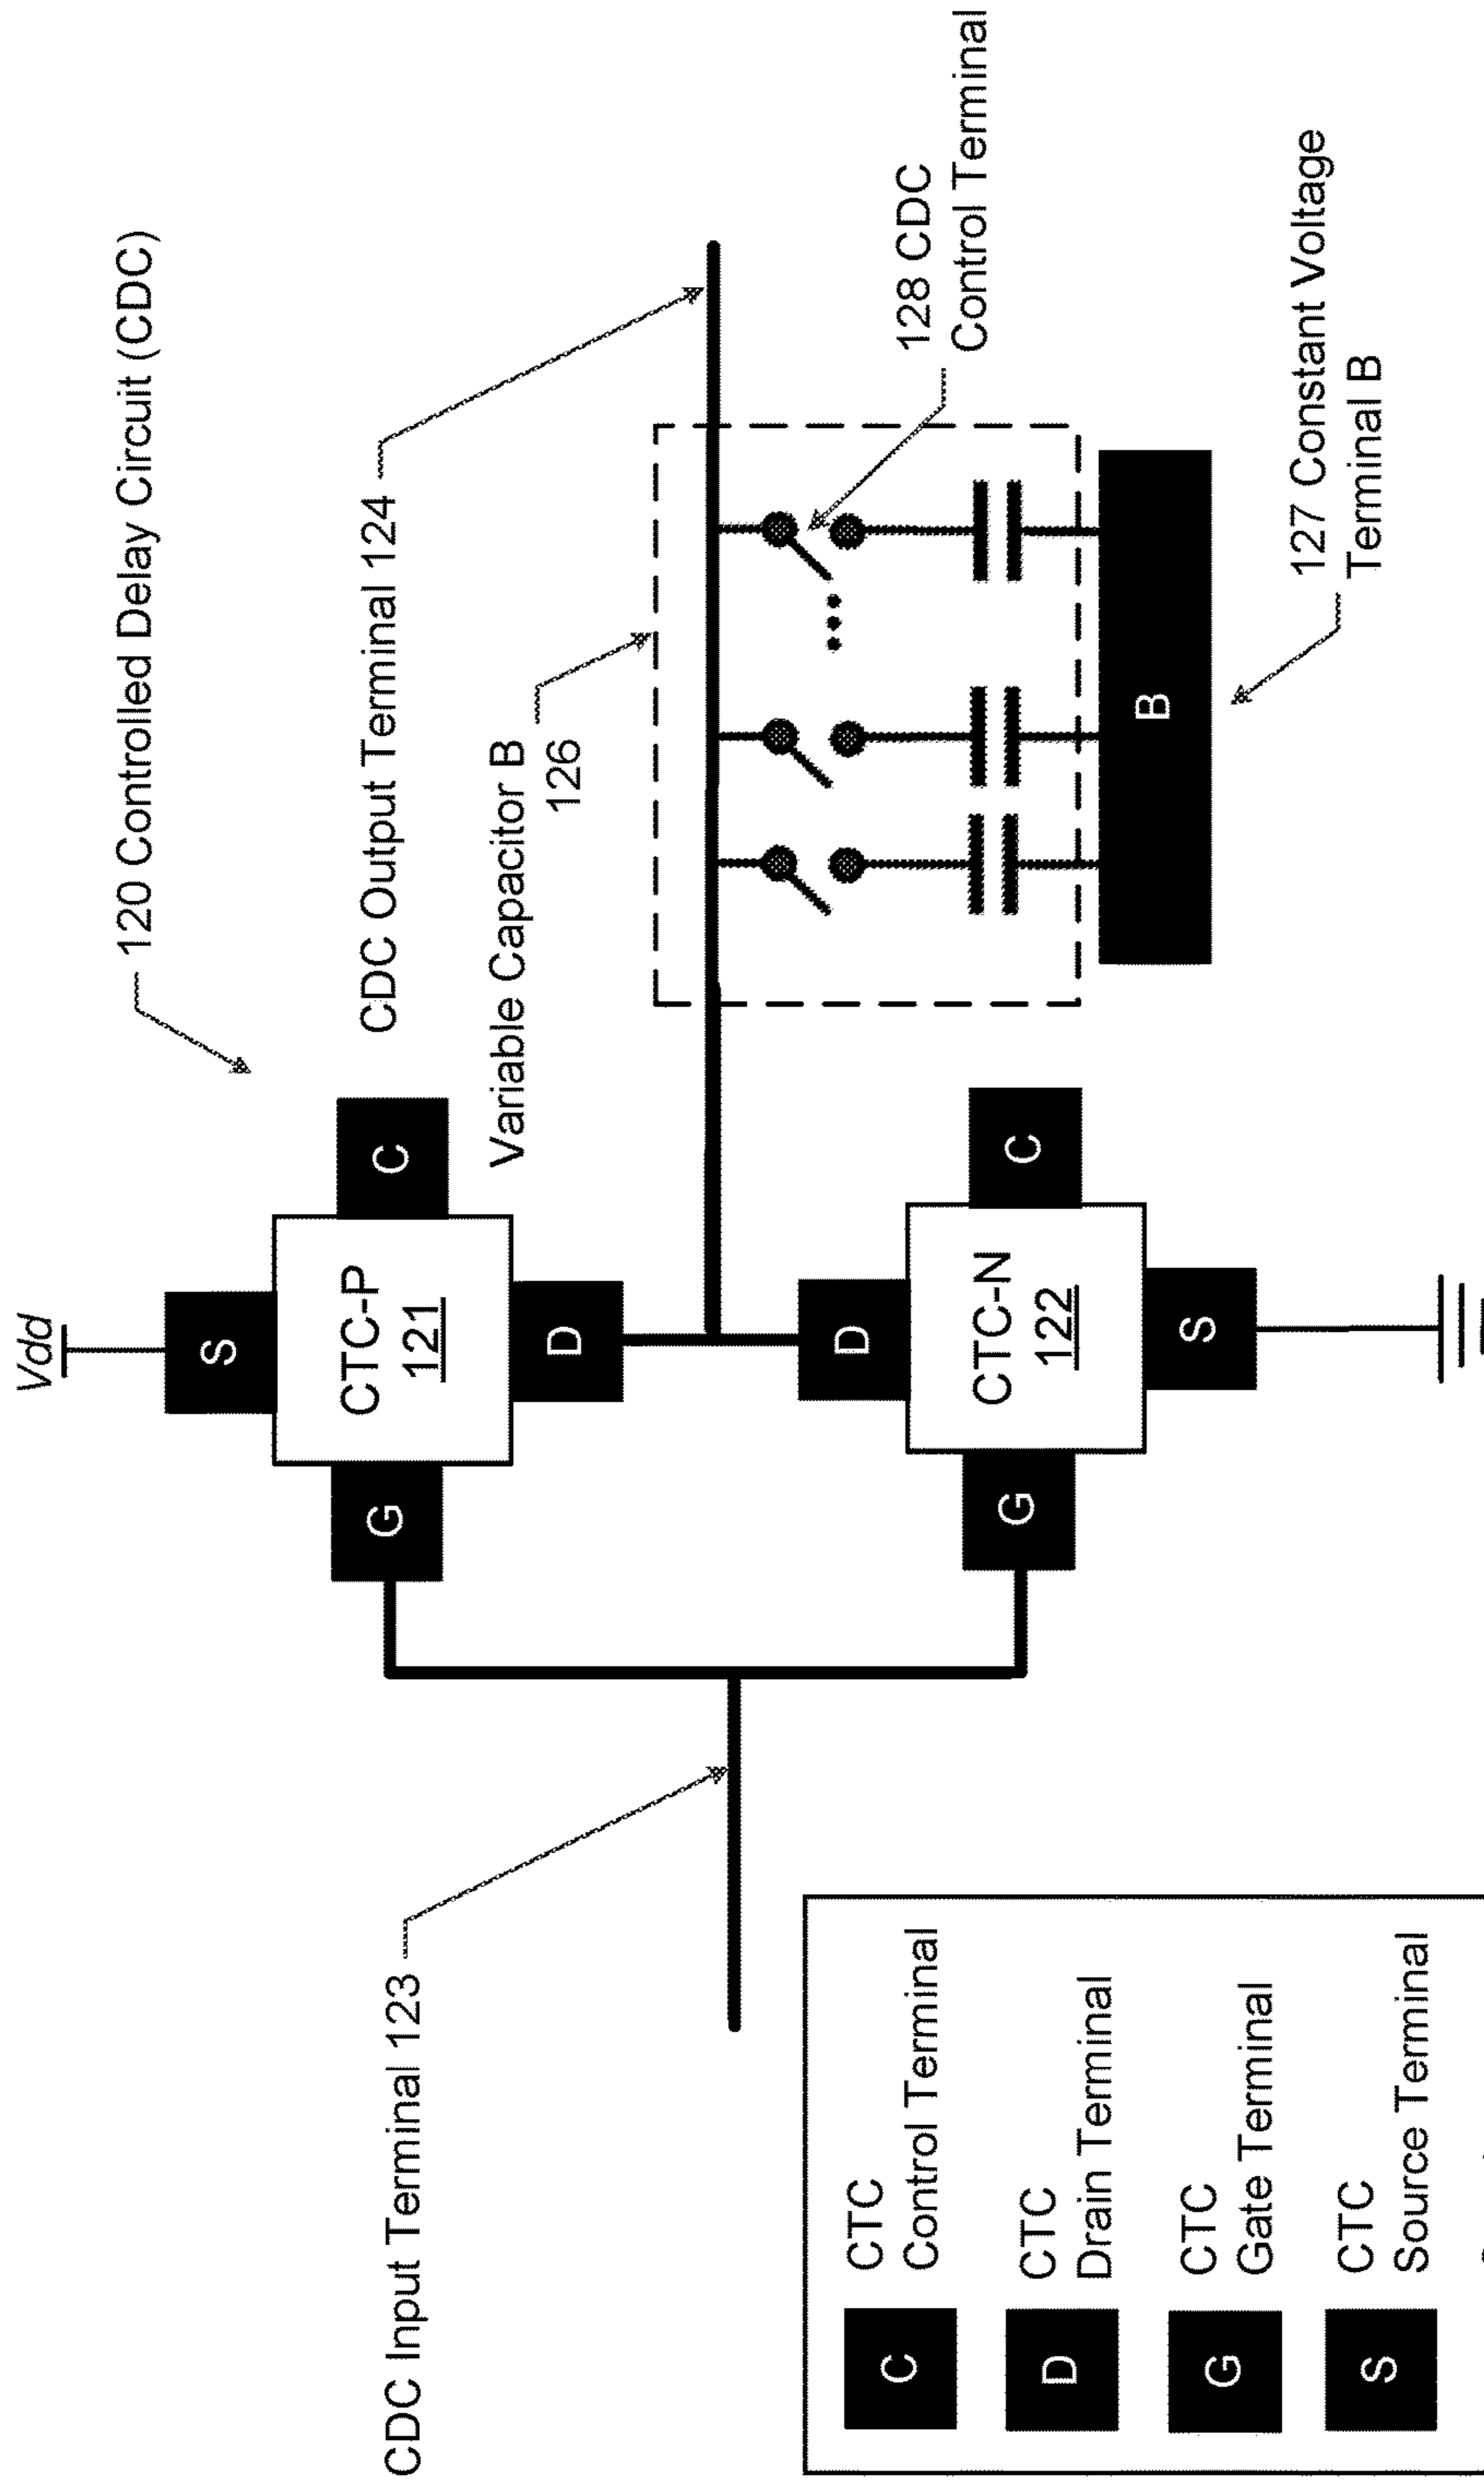 120 Controlled Delay Circuit (CDC)
Vdd
S
CDC Input Terminal 123
G
CTC-P
121
C
CDC Output Terminal 124
D
Variable Capacitor B
126
D
G
CTC-N
122
C
128 CDC
Control Terminal
S
B
127 Constant Voltage
Terminal B
C
CTC
Control Terminal
D
CTC
Drain Terminal
G
CTC
Gate Terminal
S
CTC
Source Terminal